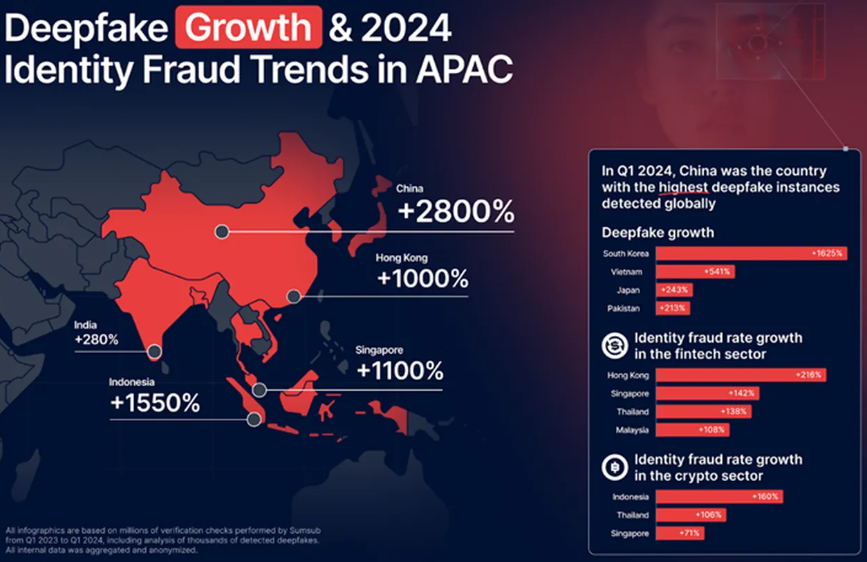 Deepfake Growth & 2024
Identity Fraud Trends in APAC
China
+2800%
Hong Kong
+1000%
India
+280%
Singapore
+1100%
Indonesia
+1550%
In Q1 2024, China was the country
with the highest deepfake instances
detected globally
Deepfake growth
South Korea +1625%
Vietnam +541%
Japan +243%
Pakistan +213%
Identity fraud rate growth
in the fintech sector
Hong Kong +216%
Singapore +142%
Thailand +138%
Malaysia +108%
Identity fraud rate growth
in the crypto sector
Indonesia +160%
Thailand +106%
Singapore +71%
All infographics are based on millions of verification checks performed by Sumsub
from Q1 2023 to Q1 2024, including analysis of thousands of detected deepfakes.
All internal data was aggregated and anonymized.